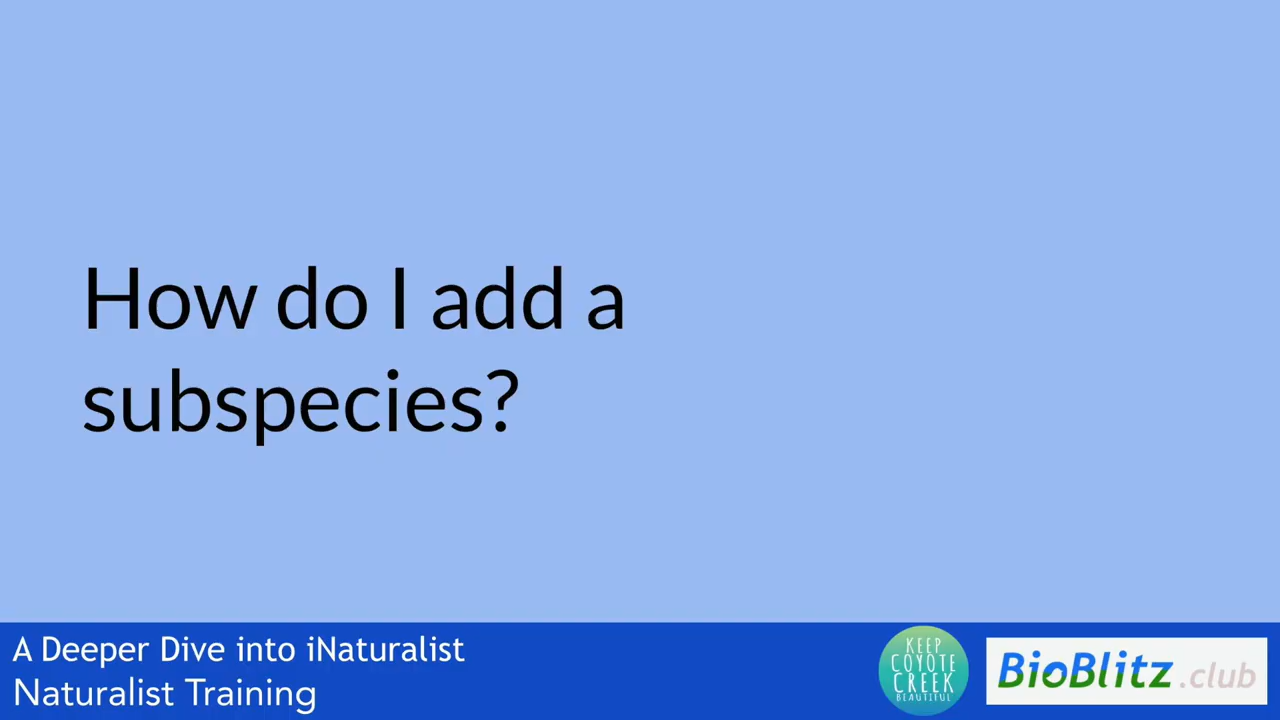 How do I add a
subspecies?
A Deeper Dive into iNaturalist
Naturalist Training
KEEP
COYOTE
CREEK
BEAUTIFUL
BioBlitz.club